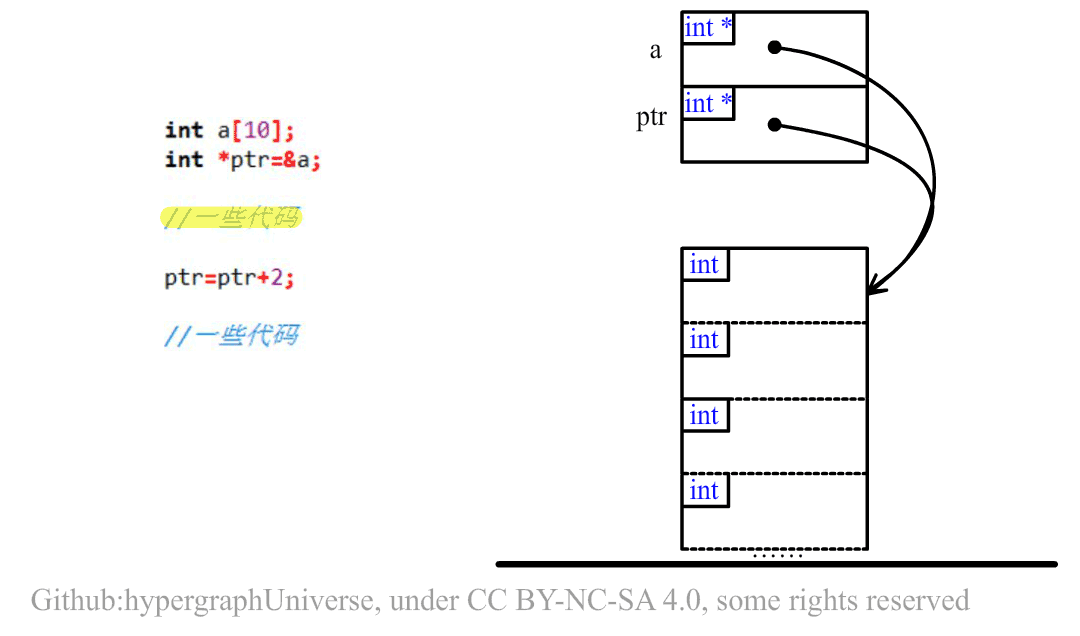 int a[10];
int *ptr=&a;
//一些代码
ptr=ptr+2;
//一些代码
a
int *
ptr
int *
int
int
int
int
......
Github:hypergraphUniverse, under CC BY-NC-SA 4.0, some rights reserved